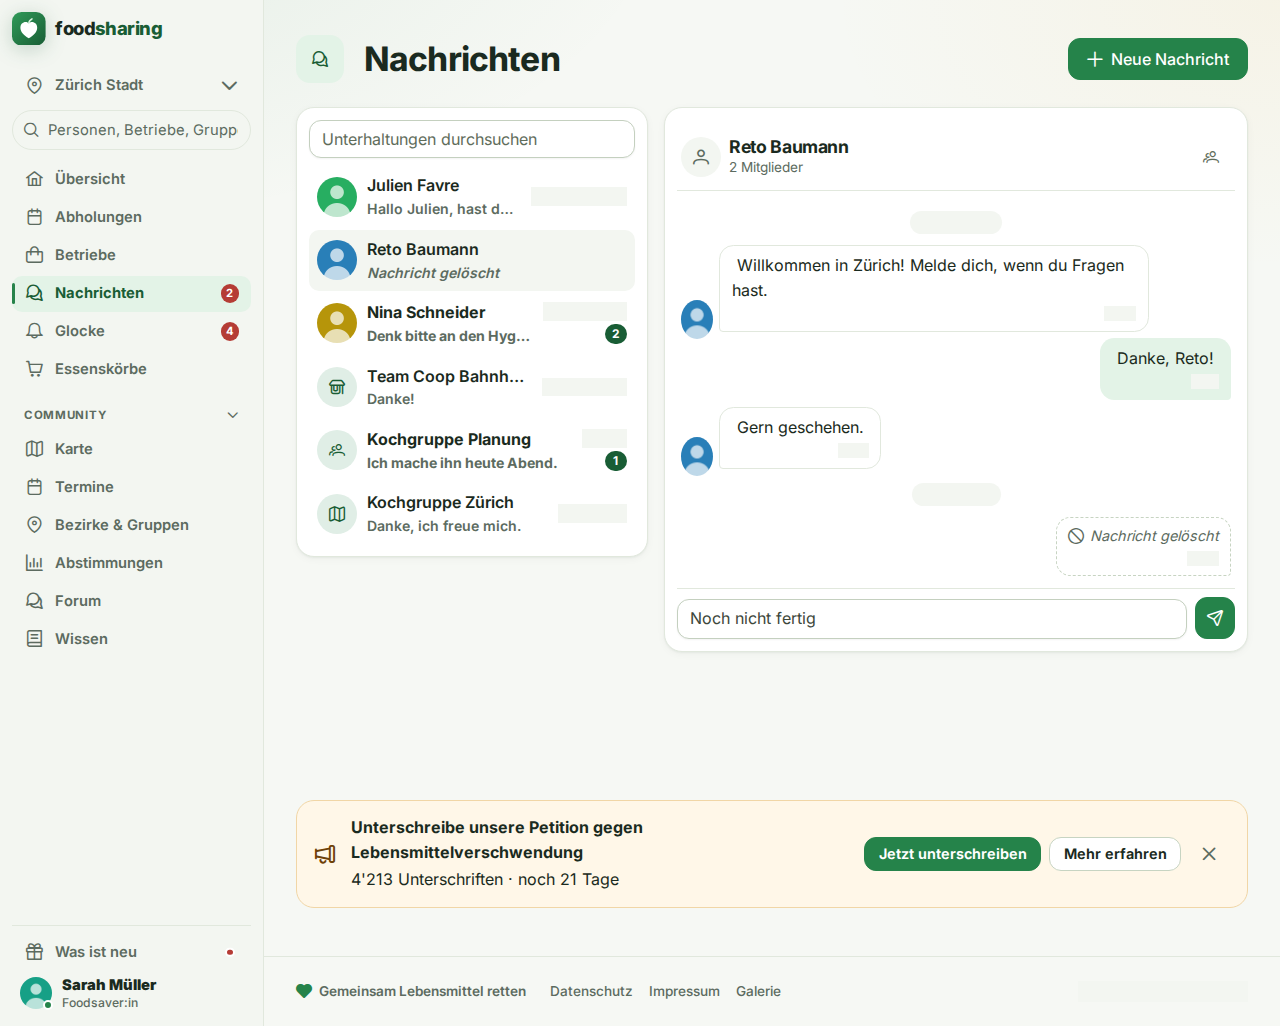 foodsharing
Zürich Stadt
Personen, Betriebe, Grupp
Übersicht
Abholungen
Betriebe
Nachrichten 2
Glocke 4
Essenskörbe
COMMUNITY
Karte
Termine
Bezirke & Gruppen
Abstimmungen
Forum
Wissen
Was ist neu
Sarah Müller
Foodsaver:in
Nachrichten
Neue Nachricht
Unterhaltungen durchsuchen
Julien Favre
Hallo Julien, hast d…
Reto Baumann
Nachricht gelöscht
Nina Schneider
Denk bitte an den Hyg… 2
Team Coop Bahnh…
Danke!
Kochgruppe Planung
Ich mache ihn heute Abend. 1
Kochgruppe Zürich
Danke, ich freue mich.
Reto Baumann
2 Mitglieder
Willkommen in Zürich! Melde dich, wenn du Fragen
hast.
Danke, Reto!
Gern geschehen.
Nachricht gelöscht
Noch nicht fertig
Unterschreibe unsere Petition gegen
Lebensmittelverschwendung
4'213 Unterschriften · noch 21 Tage
Jetzt unterschreiben
Mehr erfahren
Gemeinsam Lebensmittel retten
Datenschutz
Impressum
Galerie